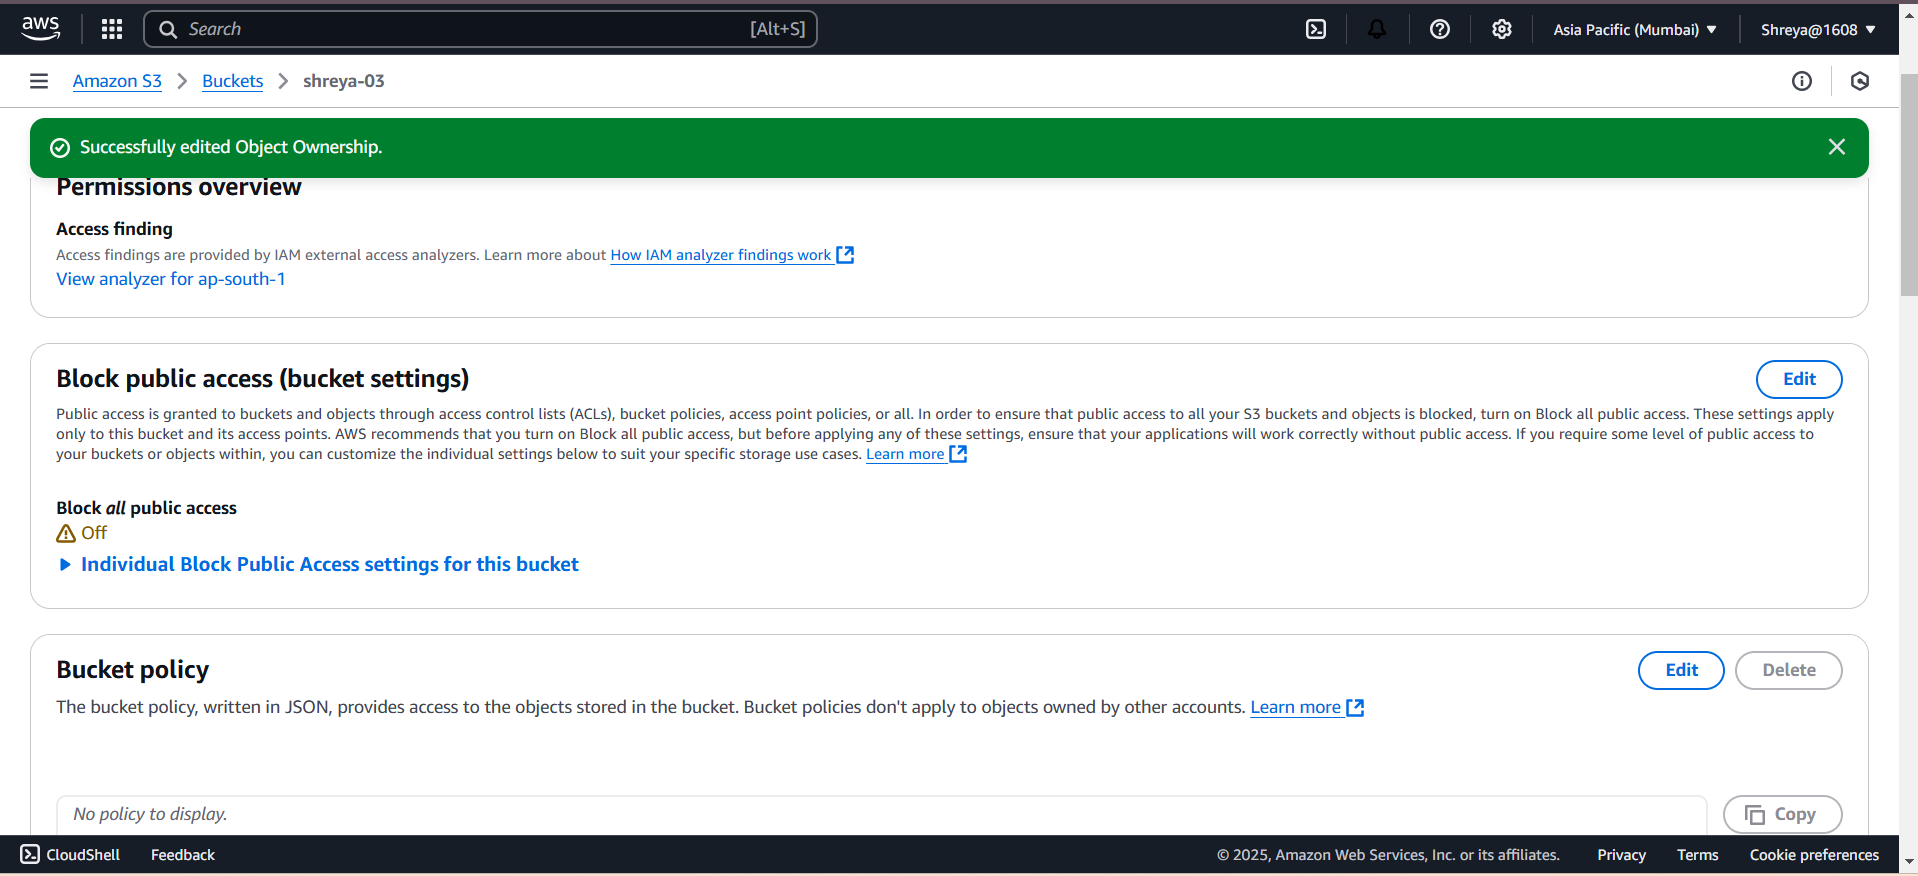 aws
Search [Alt+S]
Asia Pacific (Mumbai)
Shreya@1608
Amazon S3
Buckets
shreya-03
Successfully edited Object Ownership.
Permissions overview
Access finding
Access findings are provided by IAM external access analyzers. Learn more about How IAM analyzer findings work
View analyzer for ap-south-1
Block public access (bucket settings)
Edit
Public access is granted to buckets and objects through access control lists (ACLs), bucket policies, access point policies, or all. In order to ensure that public access to all your S3 buckets and objects is blocked, turn on Block all public access. These settings apply
only to this bucket and its access points. AWS recommends that you turn on Block all public access, but before applying any of these settings, ensure that your applications will work correctly without public access. If you require some level of public access to
your buckets or objects within, you can customize the individual settings below to suit your specific storage use cases. Learn more
Block all public access
Off
Individual Block Public Access settings for this bucket
Bucket policy
Edit
Delete
The bucket policy, written in JSON, provides access to the objects stored in the bucket. Bucket policies don't apply to objects owned by other accounts. Learn more
No policy to display.
Copy
CloudShell
Feedback
© 2025, Amazon Web Services, Inc. or its affiliates.
Privacy
Terms
Cookie preferences